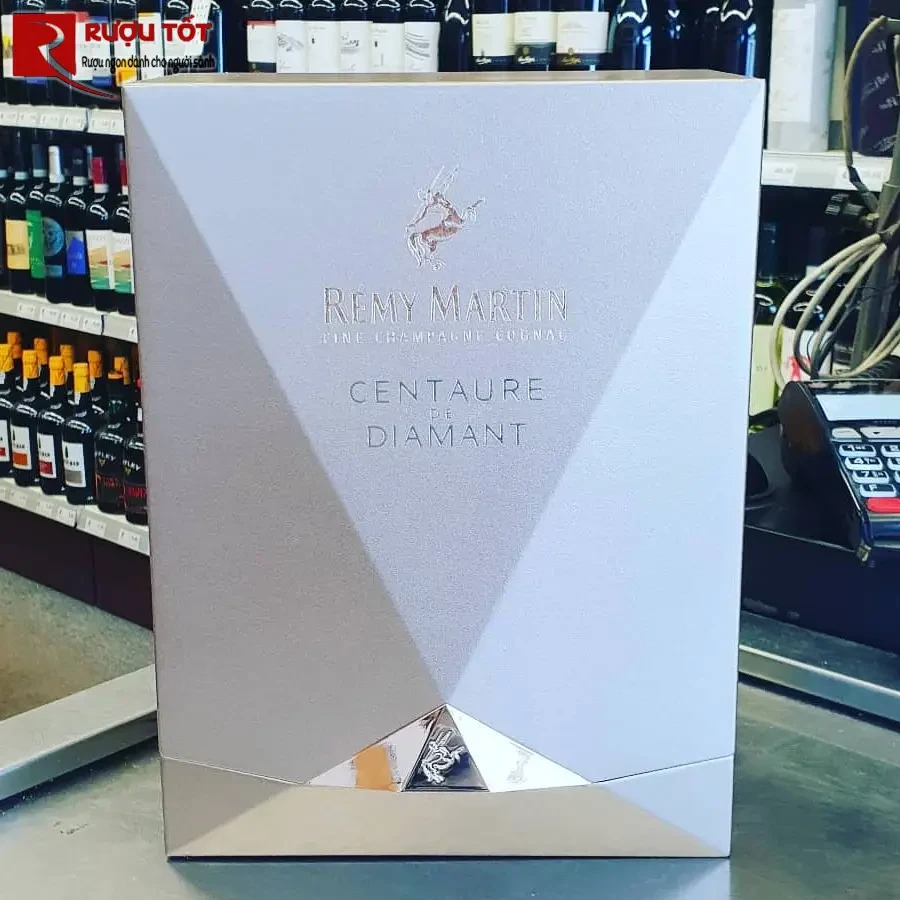 RƯỢU TỐT
Rượu ngon dành cho người sành
RÉMY MARTIN
FINE CHAMPAGNE COGNAC
CENTAURE
DE
DIAMANT